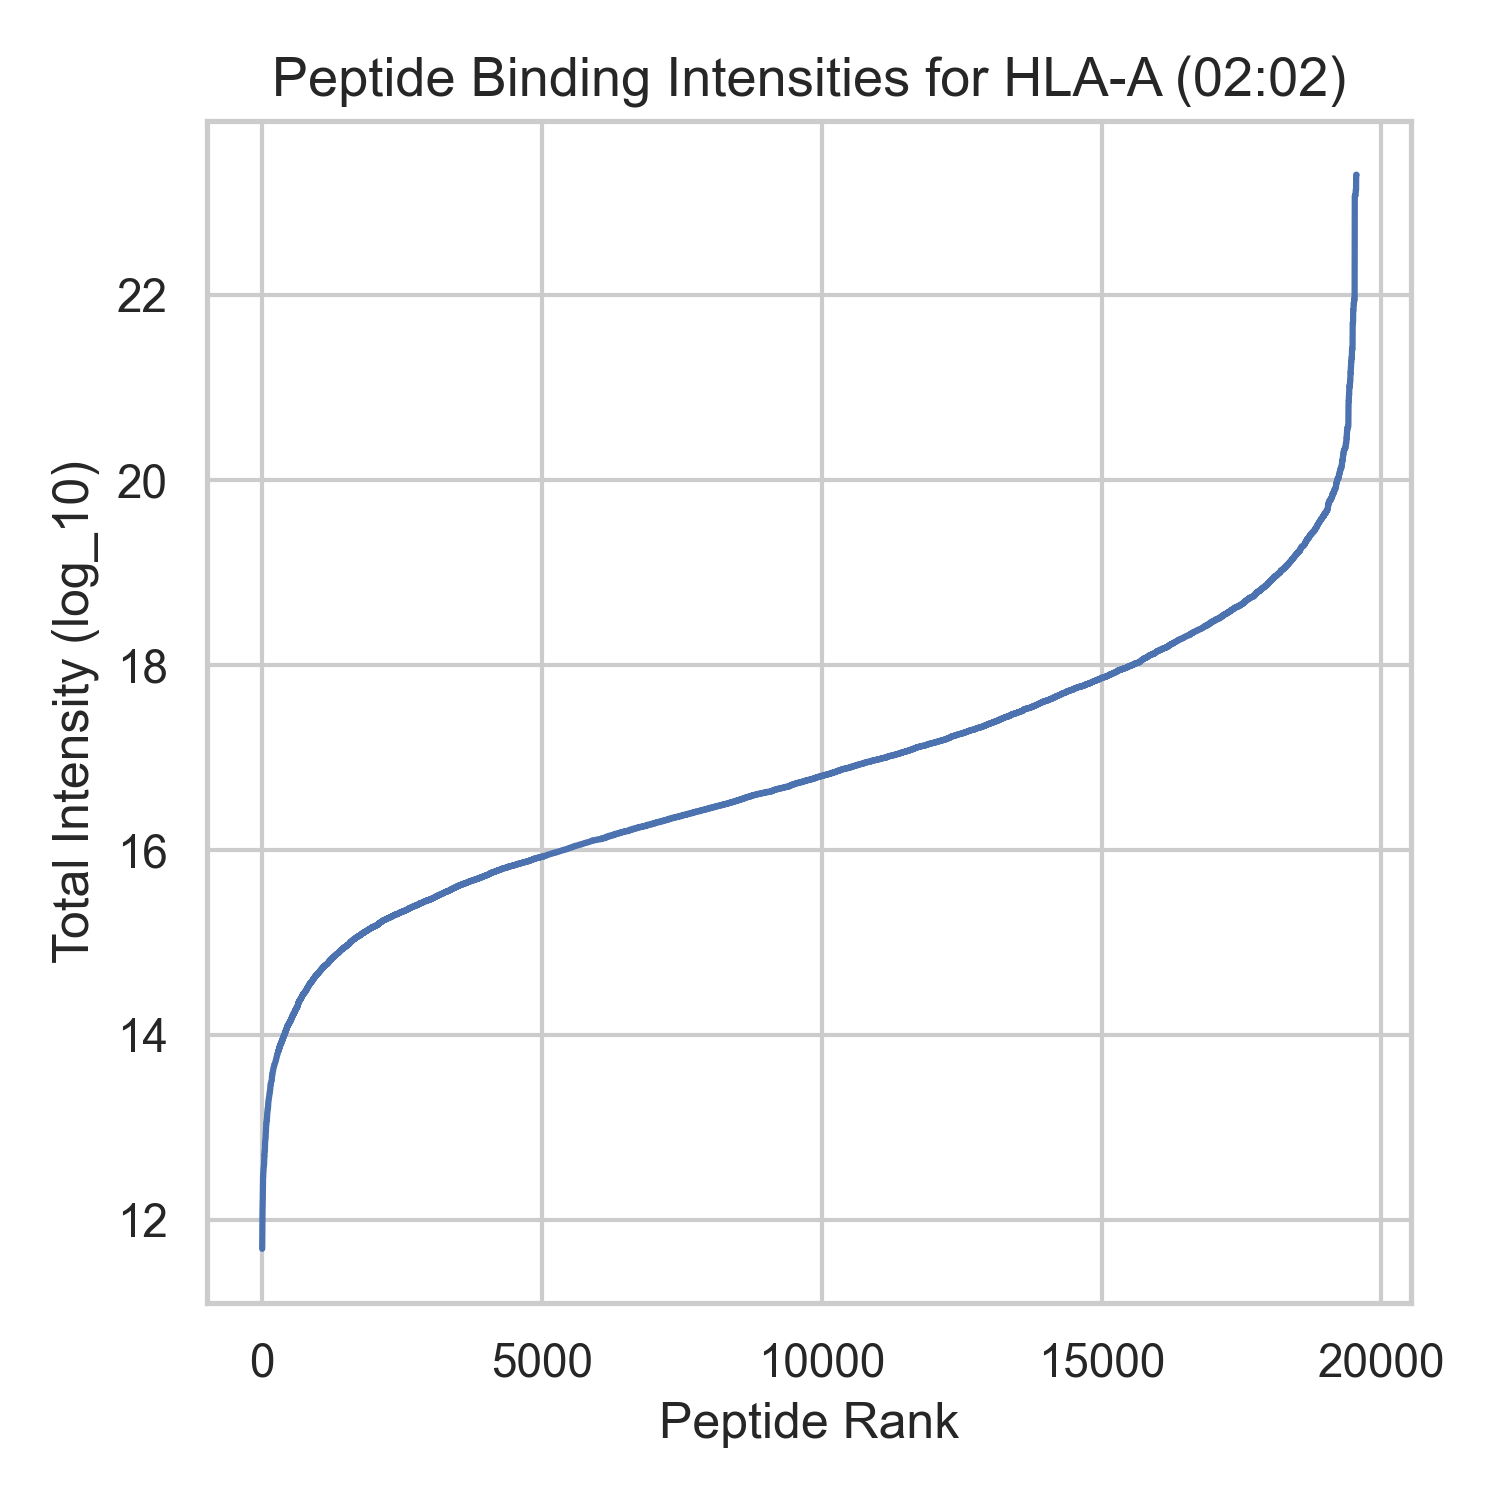 Peptide Binding Intensities for HLA-A (02:02)
Total Intensity (log_10)
22
20
18
16
14
12
0 5000 10000 15000 20000
Peptide Rank